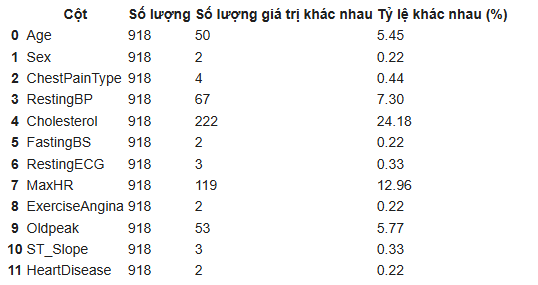 Cột Số lượng Số lượng giá trị khác nhau Tỷ lệ khác nhau (%)
0 Age 918 50 5.45
1 Sex 918 2 0.22
2 ChestPainType 918 4 0.44
3 RestingBP 918 67 7.30
4 Cholesterol 918 222 24.18
5 FastingBS 918 2 0.22
6 RestingECG 918 3 0.33
7 MaxHR 918 119 12.96
8 ExerciseAngina 918 2 0.22
9 Oldpeak 918 53 5.77
10 ST_Slope 918 3 0.33
11 HeartDisease 918 2 0.22